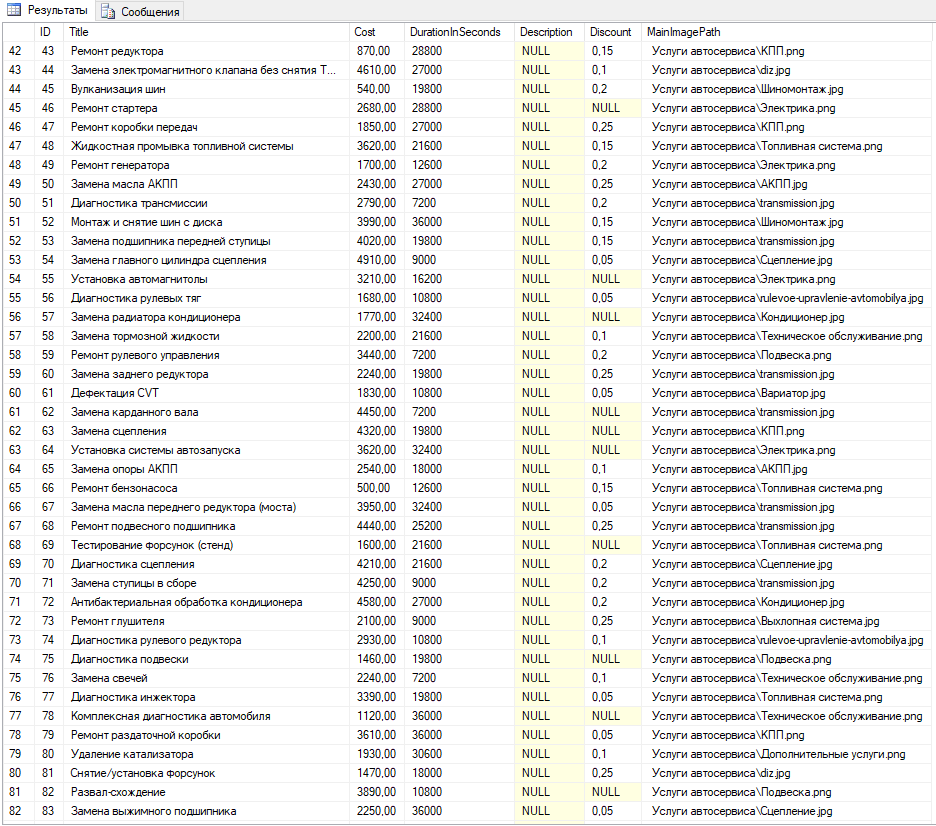 Результаты Сообщения
ID Title Cost DurationInSeconds Description Discount MainImagePath
42 43 Ремонт редуктора 870,00 28800 NULL 0,15 Услуги автосервиса\КПП.png
43 44 Замена электромагнитного клапана без снятия Т... 4610,00 27000 NULL 0,1 Услуги автосервиса\diz.jpg
44 45 Вулканизация шин 540,00 19800 NULL 0,2 Услуги автосервиса\Шиномонтаж.jpg
45 46 Ремонт стартера 2680,00 28800 NULL NULL Услуги автосервиса\Электрика.png
46 47 Ремонт коробки передач 1850,00 27000 NULL 0,25 Услуги автосервиса\КПП.png
47 48 Жидкостная промывка топливной системы 3620,00 21600 NULL 0,15 Услуги автосервиса\Топливная система.png
48 49 Ремонт генератора 1700,00 12600 NULL 0,2 Услуги автосервиса\Электрика.png
49 50 Замена масла АКПП 2430,00 27000 NULL 0,25 Услуги автосервиса\АКПП.jpg
50 51 Диагностика трансмиссии 2790,00 7200 NULL 0,2 Услуги автосервиса\transmission.jpg
51 52 Монтаж и снятие шин с диска 3990,00 36000 NULL 0,15 Услуги автосервиса\Шиномонтаж.jpg
52 53 Замена подшипника передней ступицы 4020,00 19800 NULL 0,15 Услуги автосервиса\transmission.jpg
53 54 Замена главного цилиндра сцепления 4910,00 9000 NULL 0,05 Услуги автосервиса\Сцепление.jpg
54 55 Установка автомагнитолы 3210,00 16200 NULL NULL Услуги автосервиса\Электрика.png
55 56 Диагностика рулевых тяг 1680,00 10800 NULL 0,05 Услуги автосервиса\rulevoe-upravlenie-avtomobilya.jpg
56 57 Замена радиатора кондиционера 1770,00 32400 NULL NULL Услуги автосервиса\Кондиционер.jpg
57 58 Замена тормозной жидкости 2200,00 21600 NULL 0,1 Услуги автосервиса\Техническое обслуживание.png
58 59 Ремонт рулевого управления 3440,00 7200 NULL 0,2 Услуги автосервиса\Подвеска.png
59 60 Замена заднего редуктора 2240,00 19800 NULL 0,25 Услуги автосервиса\transmission.jpg
60 61 Дефектация CVT 1830,00 10800 NULL 0,05 Услуги автосервиса\Вариатор.jpg
61 62 Замена карданного вала 4450,00 7200 NULL NULL Услуги автосервиса\transmission.jpg
62 63 Замена сцепления 4320,00 19800 NULL NULL Услуги автосервиса\КПП.png
63 64 Установка системы автозапуска 3620,00 32400 NULL NULL Услуги автосервиса\Электрика.png
64 65 Замена опоры АКПП 2540,00 18000 NULL 0,1 Услуги автосервиса\АКПП.jpg
65 66 Ремонт бензонасоса 500,00 12600 NULL 0,15 Услуги автосервиса\Топливная система.png
66 67 Замена масла переднего редуктора (моста) 3950,00 32400 NULL 0,05 Услуги автосервиса\transmission.jpg
67 68 Ремонт подвесного подшипника 4440,00 25200 NULL 0,25 Услуги автосервиса\transmission.jpg
68 69 Тестирование форсунок (стенд) 1600,00 21600 NULL NULL Услуги автосервиса\Топливная система.png
69 70 Диагностика сцепления 4210,00 21600 NULL 0,2 Услуги автосервиса\Сцепление.jpg
70 71 Замена ступицы в сборе 4250,00 9000 NULL 0,2 Услуги автосервиса\transmission.jpg
71 72 Антибактериальная обработка кондиционера 4580,00 27000 NULL 0,2 Услуги автосервиса\Кондиционер.jpg
72 73 Ремонт глушителя 2100,00 9000 NULL 0,25 Услуги автосервиса\Выхлопная система.jpg
73 74 Диагностика рулевого редуктора 2930,00 10800 NULL 0,1 Услуги автосервиса\rulevoe-upravlenie-avtomobilya.jpg
74 75 Диагностика подвески 1460,00 19800 NULL NULL Услуги автосервиса\Подвеска.png
75 76 Замена свечей 2240,00 7200 NULL 0,1 Услуги автосервиса\Техническое обслуживание.png
76 77 Диагностика инжектора 3390,00 19800 NULL 0,05 Услуги автосервиса\Топливная система.png
77 78 Комплексная диагностика автомобиля 1120,00 36000 NULL NULL Услуги автосервиса\Техническое обслуживание.png
78 79 Ремонт раздаточной коробки 3610,00 36000 NULL 0,05 Услуги автосервиса\КПП.png
79 80 Удаление катализатора 1930,00 30600 NULL 0,1 Услуги автосервиса\Дополнительные услуги.png
80 81 Снятие/установка форсунок 1470,00 18000 NULL 0,25 Услуги автосервиса\diz.jpg
81 82 Развал-схождение 3890,00 10800 NULL NULL Услуги автосервиса\Подвеска.png
82 83 Замена выжимного подшипника 2250,00 36000 NULL 0,05 Услуги автосервиса\Сцепление.jpg